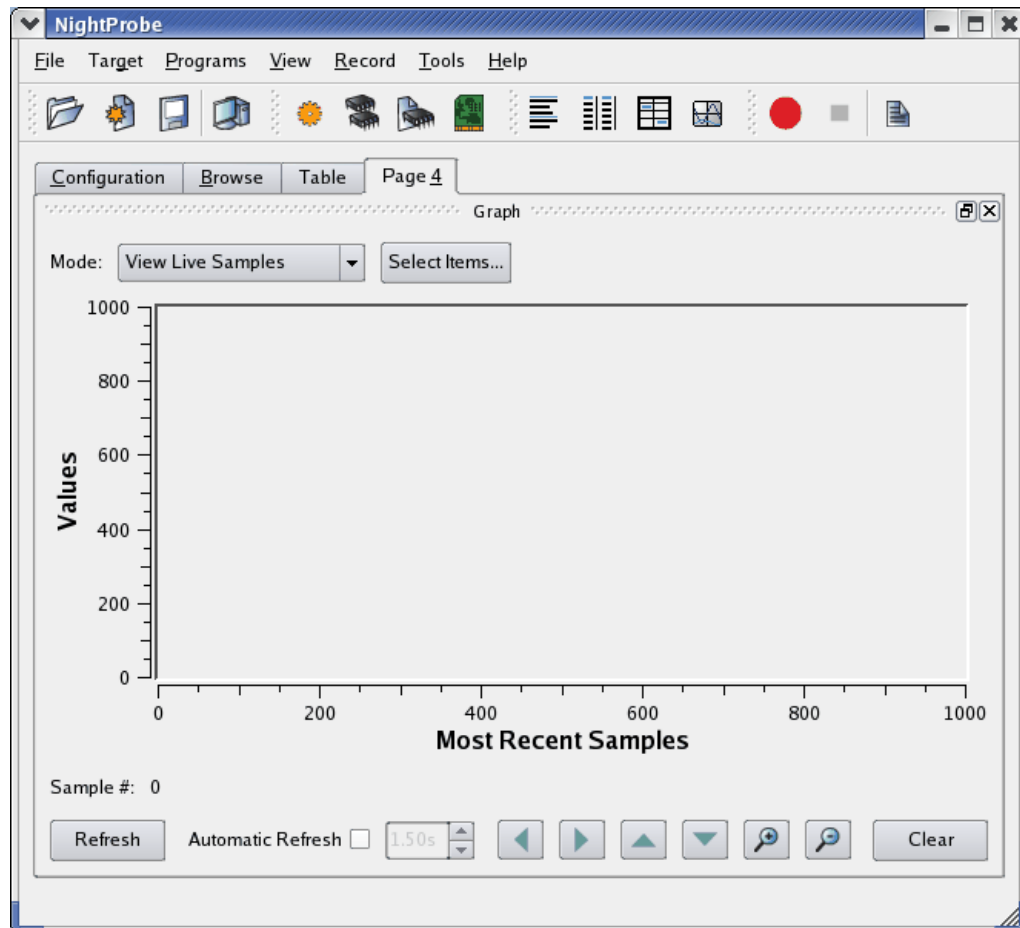 NightProbe
File Target Programs View Record Tools Help
Configuration Browse Table Page 4
Graph
Mode: View Live Samples Select Items...
1000
800
600
400
200
0
Values
0 200 400 600 800 1000
Most Recent Samples
Sample #: 0
Refresh Automatic Refresh 1.50s Clear